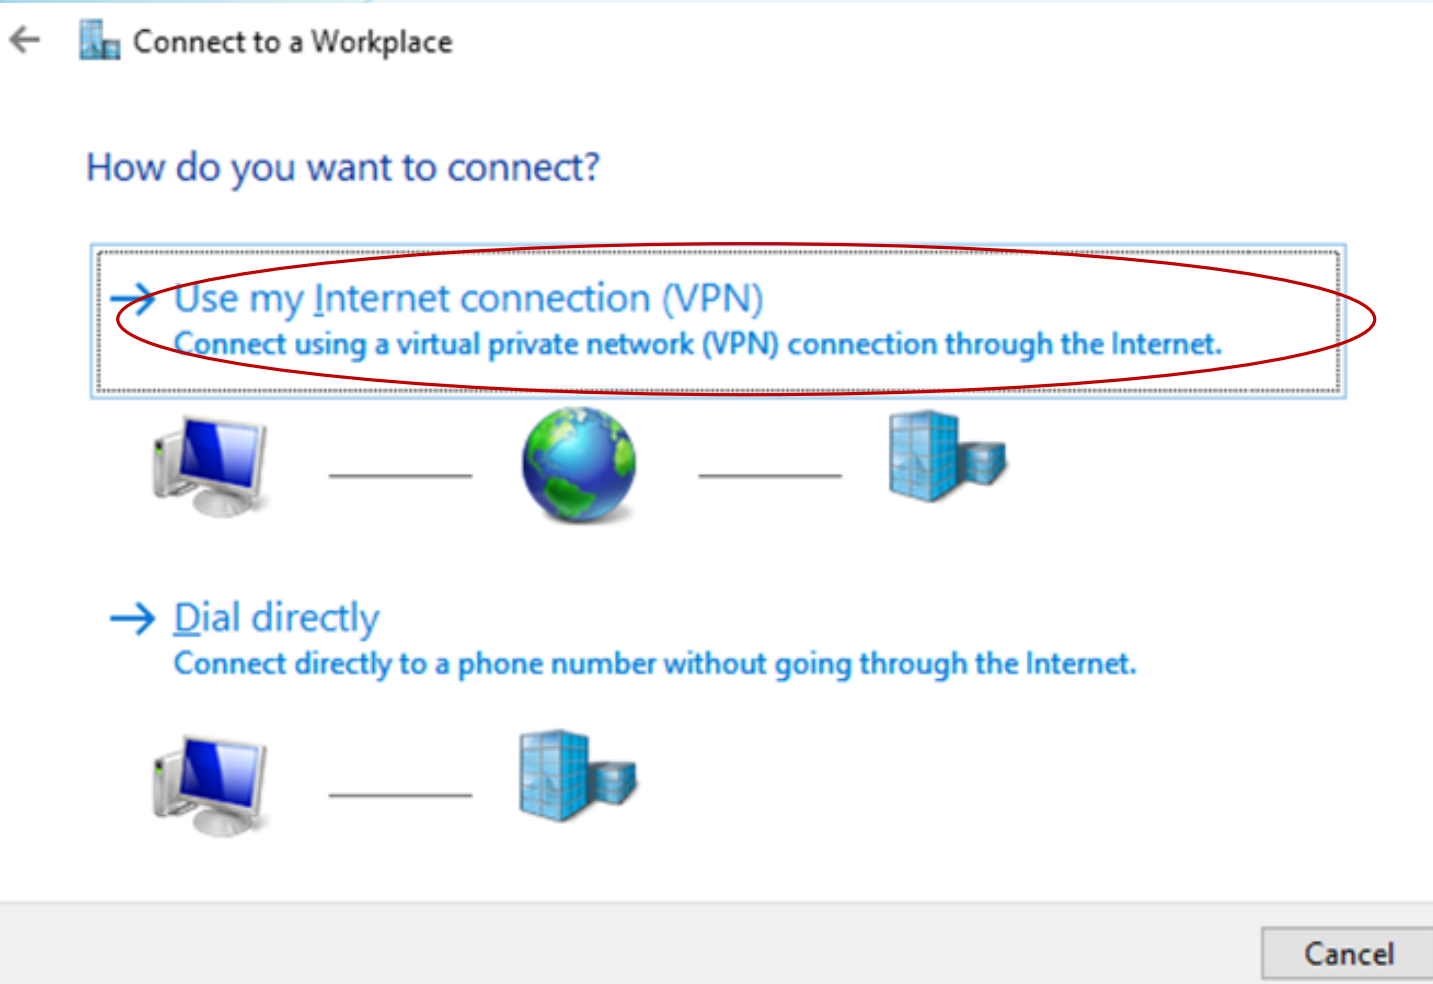 Connect to a Workplace
How do you want to connect?
Use my Internet connection (VPN)
Connect using a virtual private network (VPN) connection through the Internet.
Dial directly
Connect directly to a phone number without going through the Internet.
Cancel